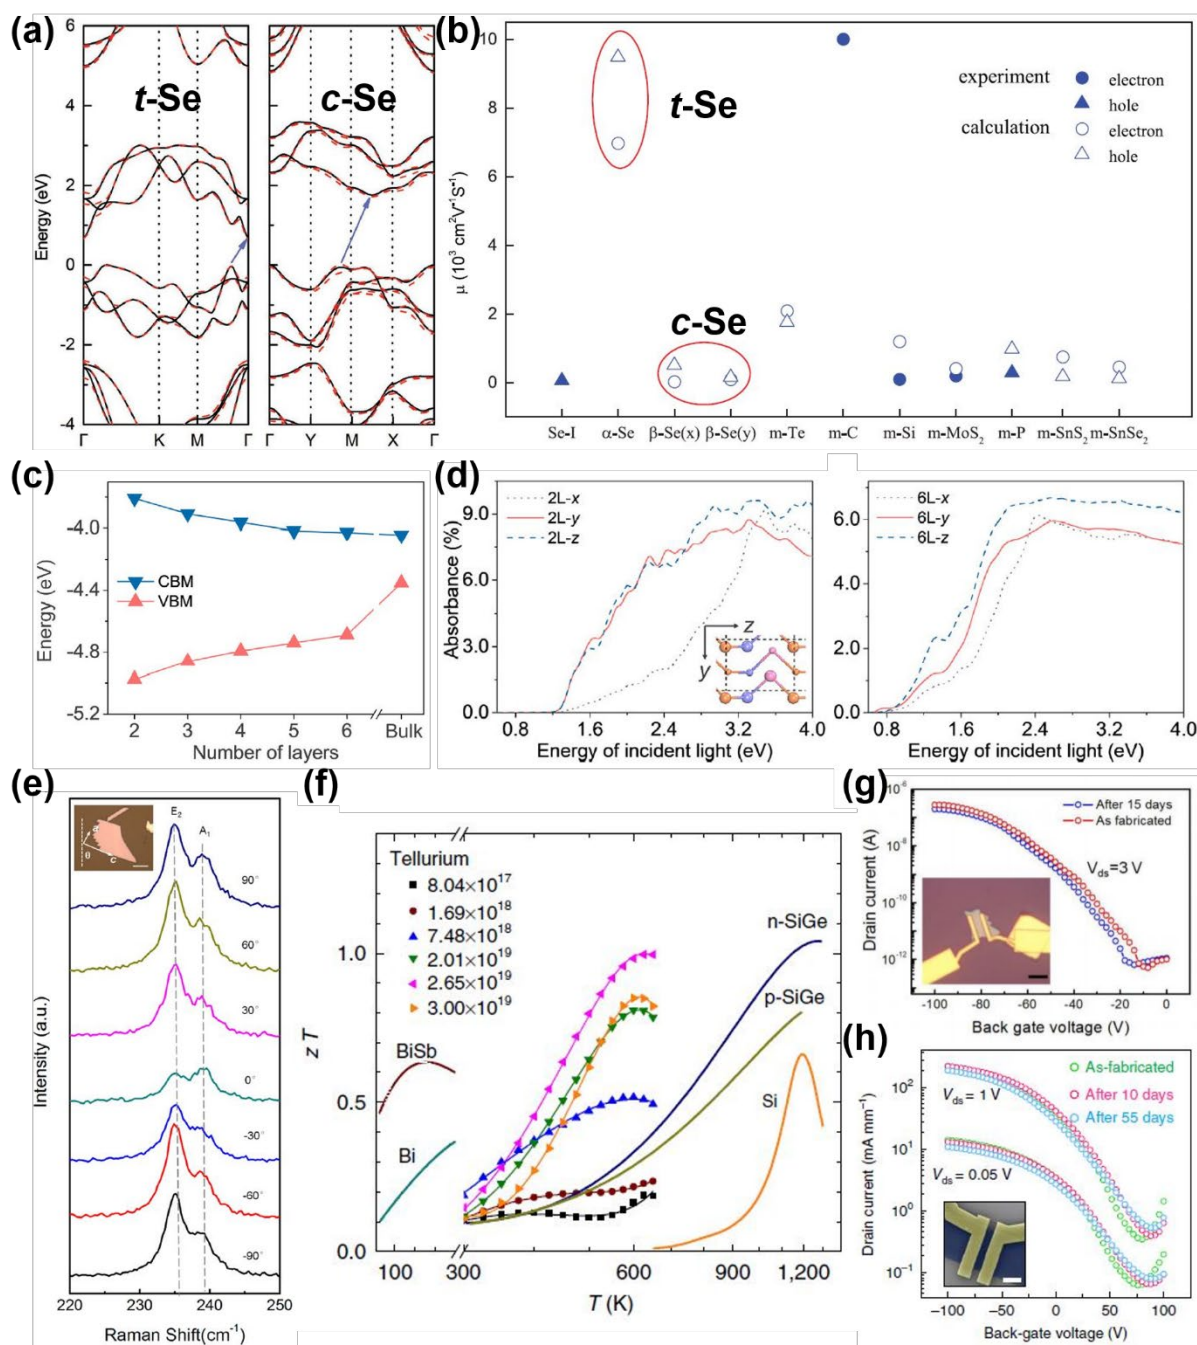 (a)
t-Se
c-Se
Energy (eV)
6
4
2
0
-2
-4
Γ K M Γ
Γ Y M X Γ
(b)
t-Se
c-Se
experiment
electron
hole
calculation
electron
hole
μ (10³ cm²V⁻¹S⁻¹)
10
8
6
4
2
0
Se-I α-Se β-Se(x) β-Se(y) m-Te m-C m-Si m-MoS₂ m-P m-SnS₂ m-SnSe₂
(c)
Energy (eV)
-4.0
-4.4
-4.8
-5.2
CBM
VBM
2 3 4 5 6 Bulk
Number of layers
(d)
Absorbance (%)
9.0
6.0
3.0
0.0
2L-x
2L-y
2L-z
z
y
0.8 1.6 2.4 3.2 4.0
Energy of incident light (eV)
6.0
4.0
2.0
0.0
6L-x
6L-y
6L-z
0.8 1.6 2.4 3.2 4.0
Energy of incident light (eV)
(e)
a
θ
c
E₂
A₁
90°
60°
30°
0°
-30°
-60°
-90°
Intensity (a.u.)
220 230 240 250
Raman Shift(cm⁻¹)
(f)
Tellurium
8.04×10¹⁷
1.69×10¹⁸
7.48×10¹⁸
2.01×10¹⁹
2.65×10¹⁹
3.00×10¹⁹
n-SiGe
p-SiGe
BiSb
Bi
Si
zT
1.0
0.5
0.0
100 300 600 900 1,200
T (K)
(g)
After 15 days
As fabricated
Vds=3 V
Drain current (A)
10⁻⁶
10⁻⁸
10⁻¹⁰
10⁻¹²
-100 -80 -60 -40 -20 0
Back gate voltage (V)
(h)
As-fabricated
After 10 days
After 55 days
Vds = 1 V
Vds = 0.05 V
Drain current (mA mm⁻¹)
10²
10¹
10⁰
10⁻¹
−100 −50 0 50 100
Back-gate voltage (V)